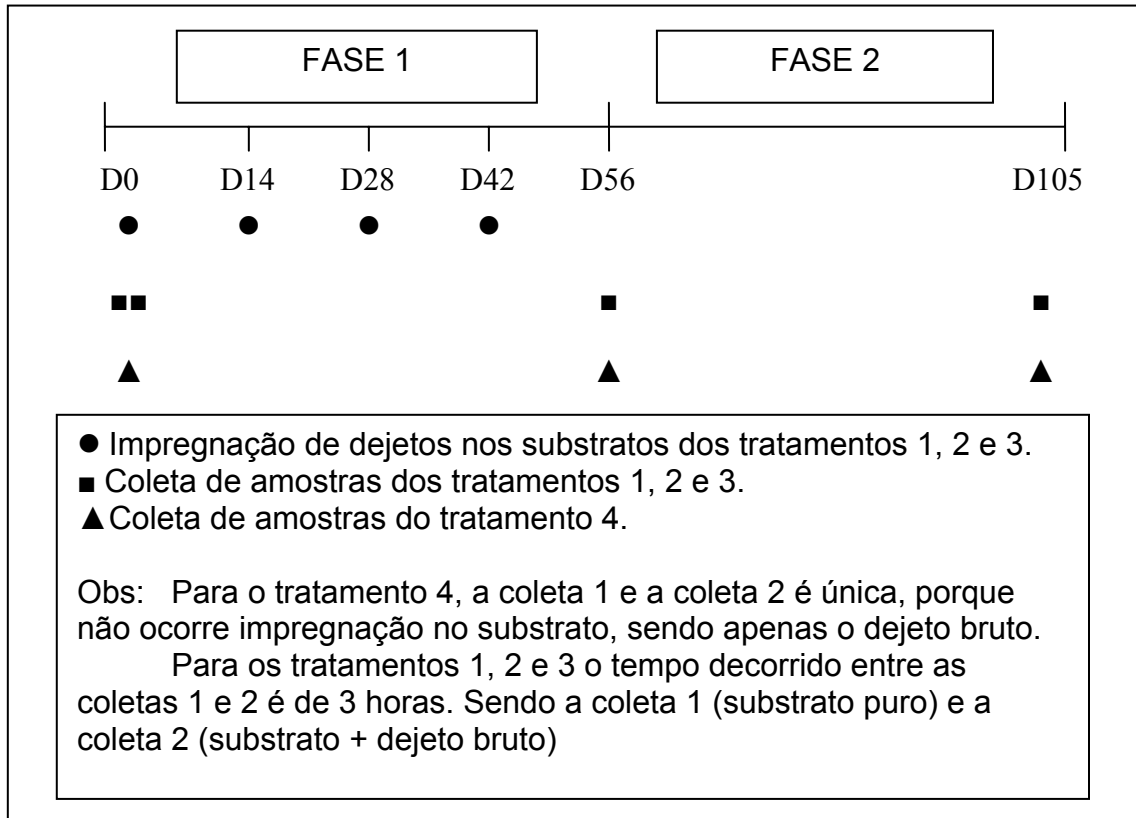 FASE 1 FASE 2
D0 D14 D28 D42 D56 D105
● Impregnação de dejetos nos substratos dos tratamentos 1, 2 e 3.
■ Coleta de amostras dos tratamentos 1, 2 e 3.
▲Coleta de amostras do tratamento 4.
Obs: Para o tratamento 4, a coleta 1 e a coleta 2 é única, porque
não ocorre impregnação no substrato, sendo apenas o dejeto bruto.
Para os tratamentos 1, 2 e 3 o tempo decorrido entre as
coletas 1 e 2 é de 3 horas. Sendo a coleta 1 (substrato puro) e a
coleta 2 (substrato + dejeto bruto)